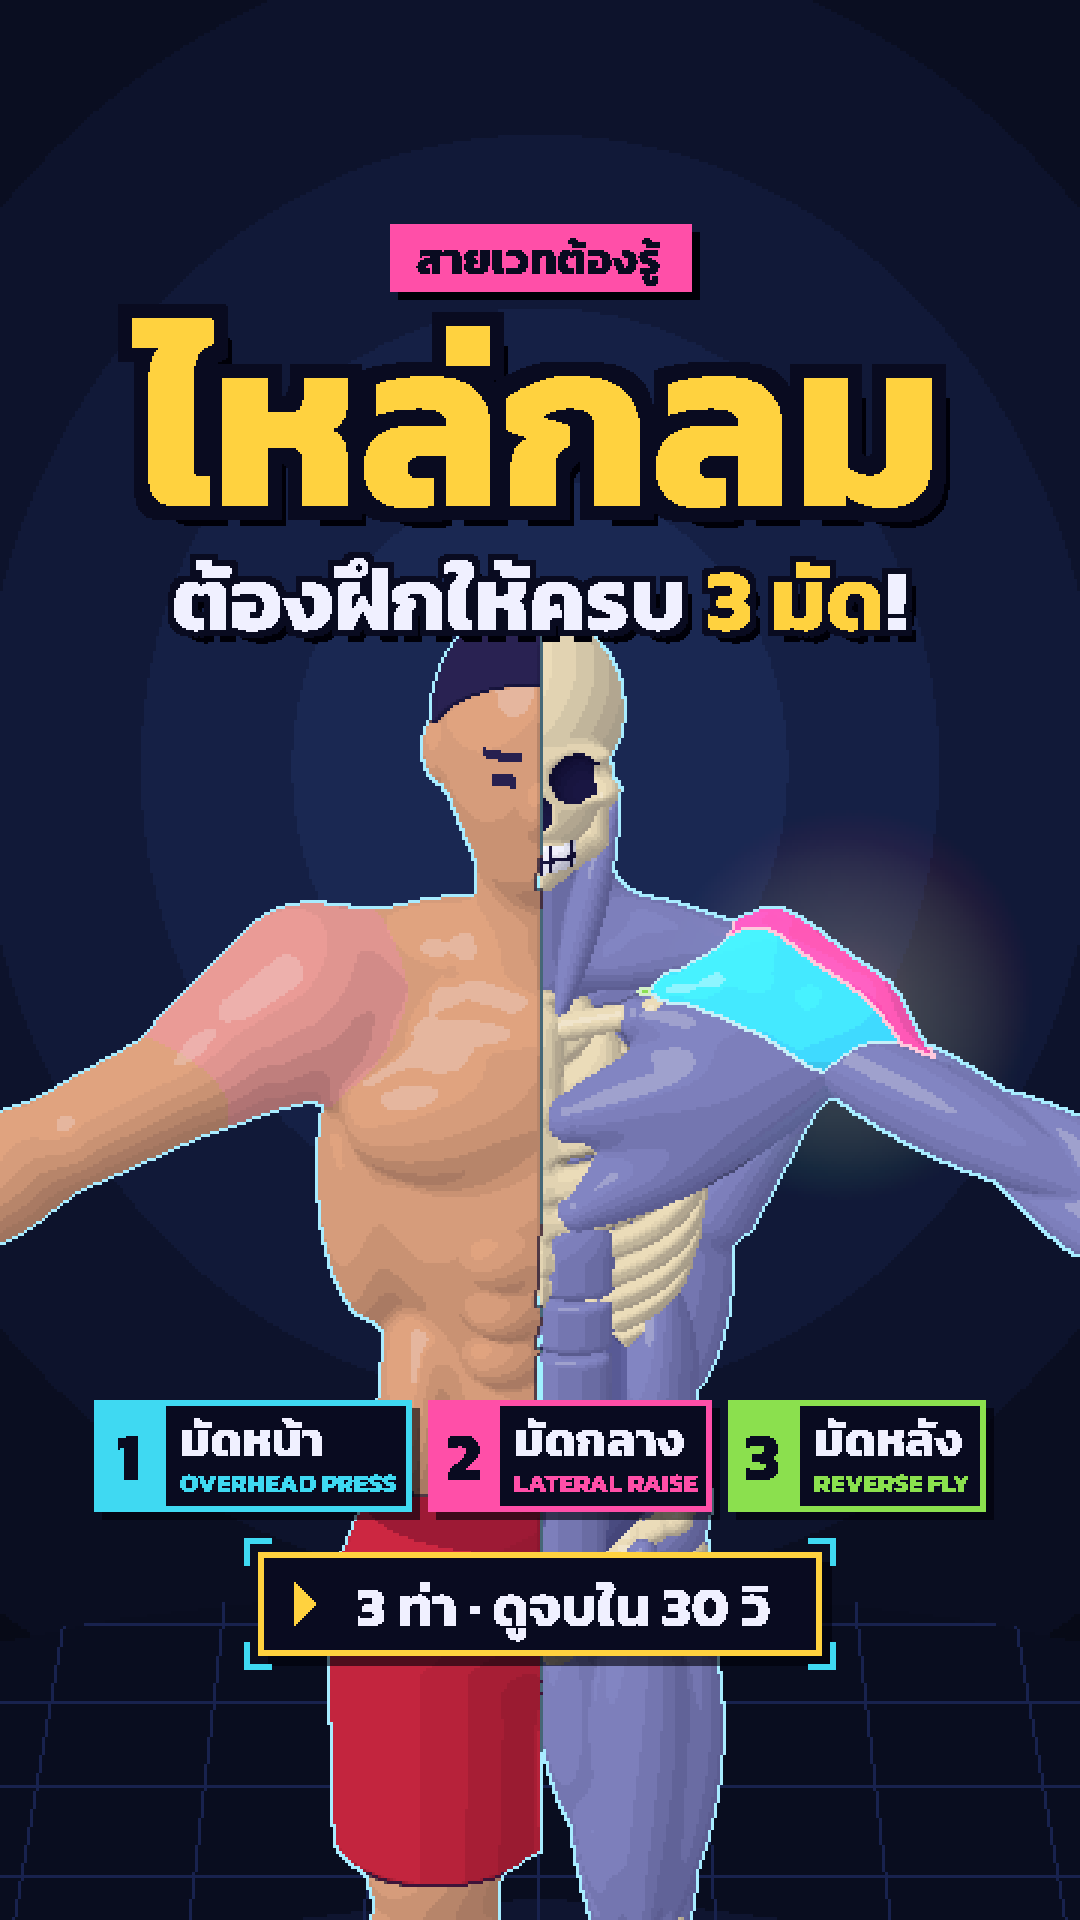 สายเวทต้องรู้
ไหล่กลม
ต้องฝึกให้ครบ 3 มัด!
1 มัดหน้า
OVERHEAD PRESS
2 มัดกลาง
LATERAL RAISE
3 มัดหลัง
REVERSE FLY
3 ท่า · ดูจบใน 30 วิ